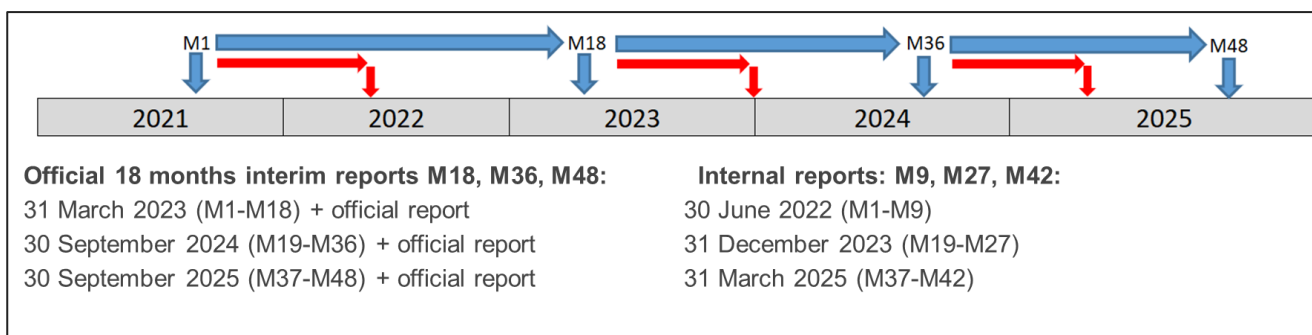 M1 M18 M36 M48
2021 2022 2023 2024 2025
Official 18 months interim reports M18, M36, M48:
31 March 2023 (M1-M18) + official report
30 September 2024 (M19-M36) + official report
30 September 2025 (M37-M48) + official report
Internal reports: M9, M27, M42:
30 June 2022 (M1-M9)
31 December 2023 (M19-M27)
31 March 2025 (M37-M42)